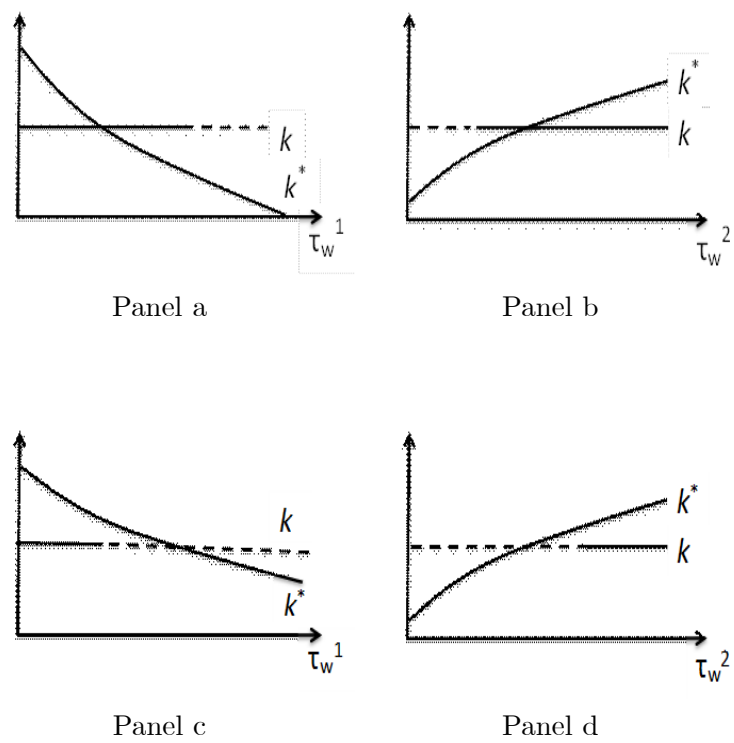 k
k*
τw1
Panel a
k*
k
τw2
Panel b
k
k*
τw1
Panel c
k*
k
τw2
Panel d